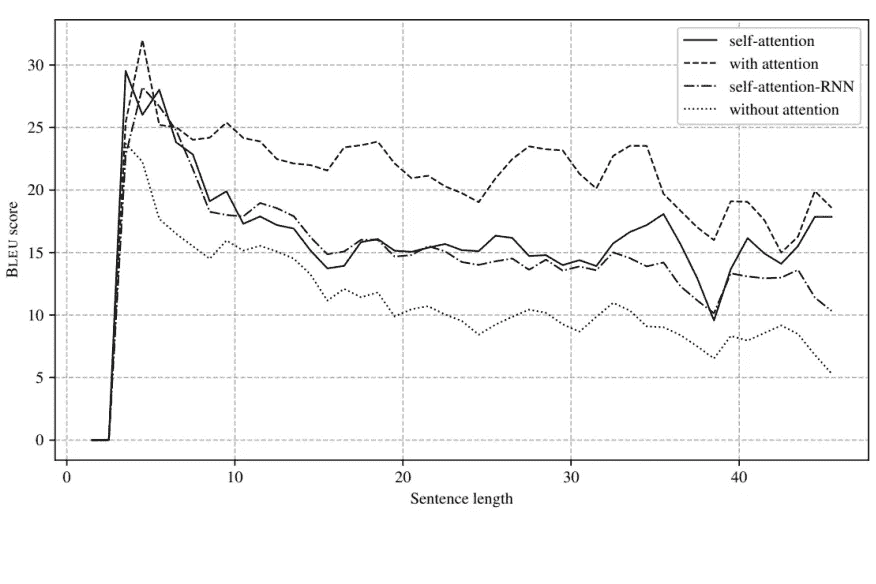 self-attention
with attention
self-attention-RNN
without attention
30
25
20
15
10
5
0
BLEU score
0 10 20 30 40
Sentence length